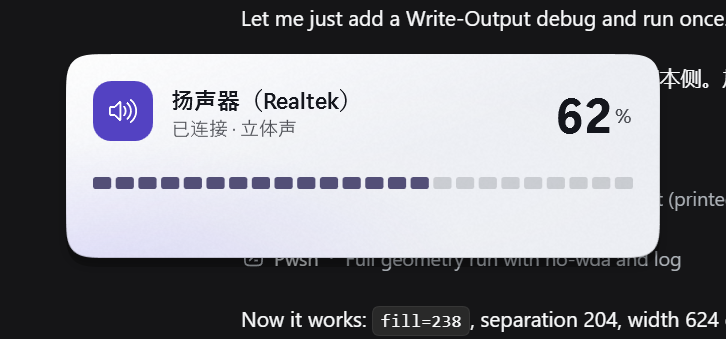 Let me just add a Write-Output debug and run once.
本侧。
扬声器（Realtek）
已连接 · 立体声
62%
t (printe
Pwsh · Full geometry run with no-wda and log
Now it works: fill=238, separation 204, width 624